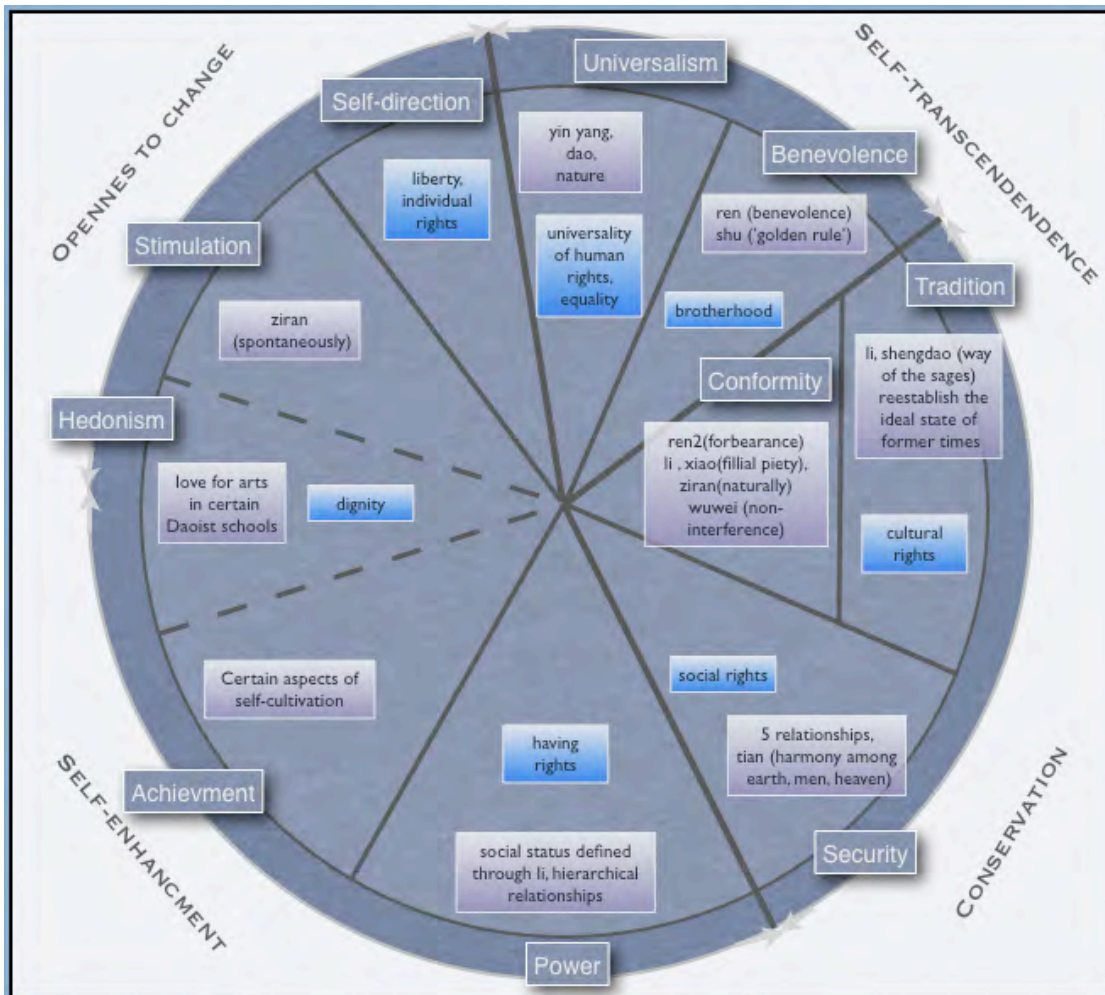 OPENNES TO CHANGE
SELF-TRANSCENDENCE
Universalism
Self-direction
Benevolence
Stimulation
Tradition
Hedonism
Conformity
Achievment
Security
Power
SELF-ENHANCMENT
CONSERVATION
yin yang,
dao,
nature
liberty,
individual
rights
universality
of human
rights,
equality
ren (benevolence)
shu ('golden rule')
brotherhood
ziran
(spontaneously)
li, shengdao (way
of the sages)
reestablish the
ideal state of
former times
ren2(forbearance)
li , xiao(fillial piety),
ziran(naturally)
wuwei (non-
interference)
love for arts
in certain
Daoist schools
dignity
cultural
rights
Certain aspects of
self-cultivation
social rights
having
rights
5 relationships,
tian (harmony among
earth, men, heaven)
social status defined
through li, hierarchical
relationships